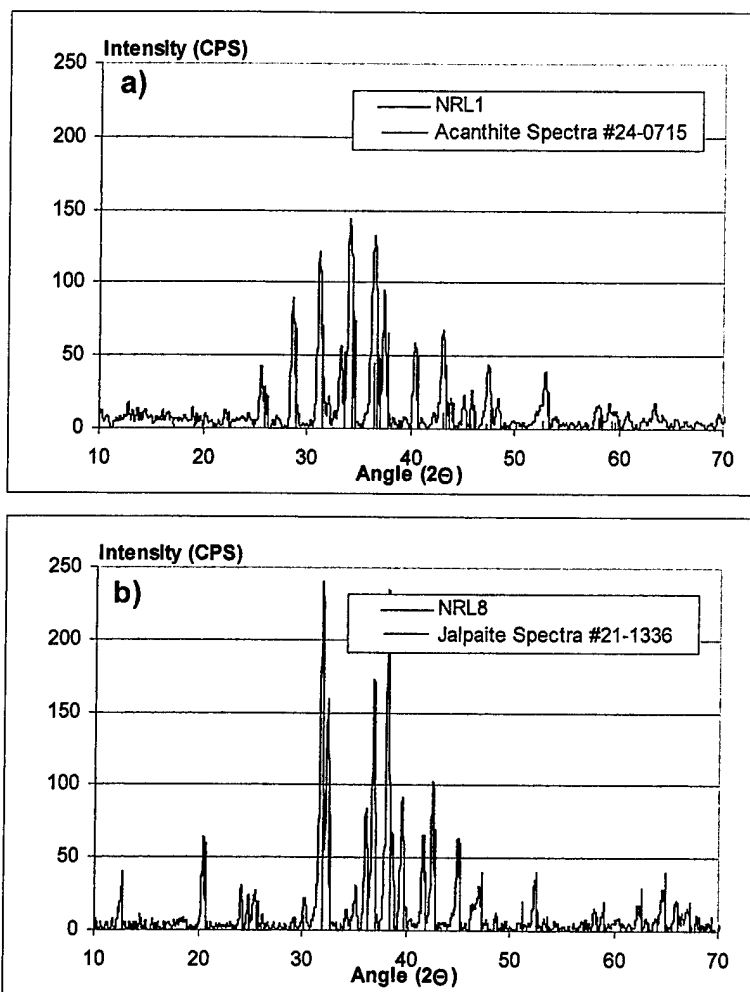 Intensity (CPS)
250
a)
NRL1
Acanthite Spectra #24-0715
200
150
100
50
0
10 20 30 40 50 60 70
Angle (2Θ)
Intensity (CPS)
250
b)
NRL8
Jalpaite Spectra #21-1336
200
150
100
50
0
10 20 30 40 50 60 70
Angle (2Θ)